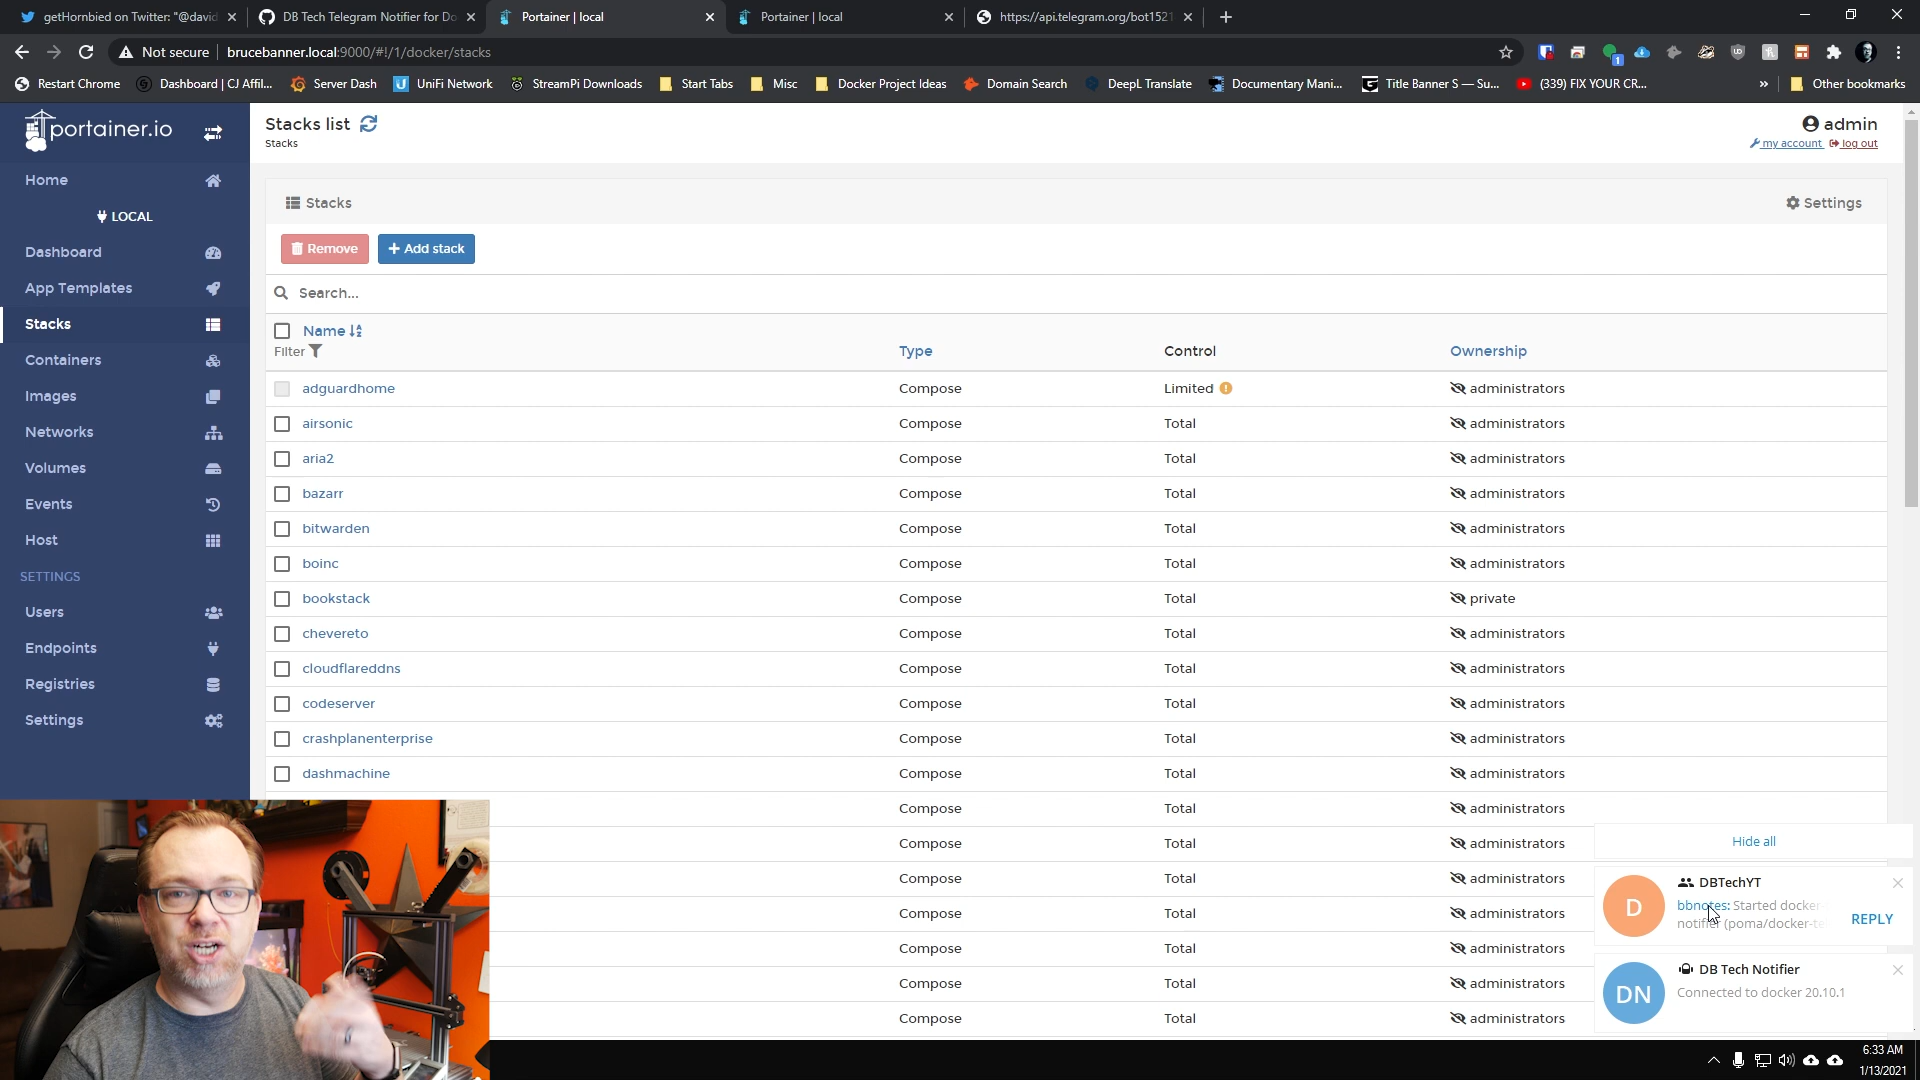 getHornbied on Twitter: "@david
DB Tech Telegram Notifier for Do
Portainer | local
Portainer | local
https://api.telegram.org/bot1521
Not secure
brucebanner.local:9000/#!/1/docker/stacks
Restart Chrome
Dashboard | CJ Affil...
Server Dash
UniFi Network
StreamPi Downloads
Start Tabs
Misc
Docker Project Ideas
Domain Search
DeepL Translate
Documentary Mani...
Title Banner S — Su...
(339) FIX YOUR CR...
»
Other bookmarks
portainer.io
Home
LOCAL
Dashboard
App Templates
Stacks
Containers
Images
Networks
Volumes
Events
Host
SETTINGS
Users
Endpoints
Registries
Settings
Stacks list
Stacks
admin
my account
log out
Stacks
Settings
Remove
+ Add stack
Search...
Name
Filter
Type
Control
Ownership
adguardhome Compose Limited administrators
airsonic Compose Total administrators
aria2 Compose Total administrators
bazarr Compose Total administrators
bitwarden Compose Total administrators
boinc Compose Total administrators
bookstack Compose Total private
chevereto Compose Total administrators
cloudflareddns Compose Total administrators
codeserver Compose Total administrators
crashplanenterprise Compose Total administrators
dashmachine Compose Total administrators
Compose Total administrators
Compose Total administrators
Compose Total administrators
Compose Total administrators
Compose Total administrators
Compose Total administrators
Compose Total administrators
Hide all
D
DBTechYT
bbnotes: Started docker-
notifier (poma/docker-te
REPLY
DN
DB Tech Notifier
Connected to docker 20.10.1
6:33 AM
1/13/2021